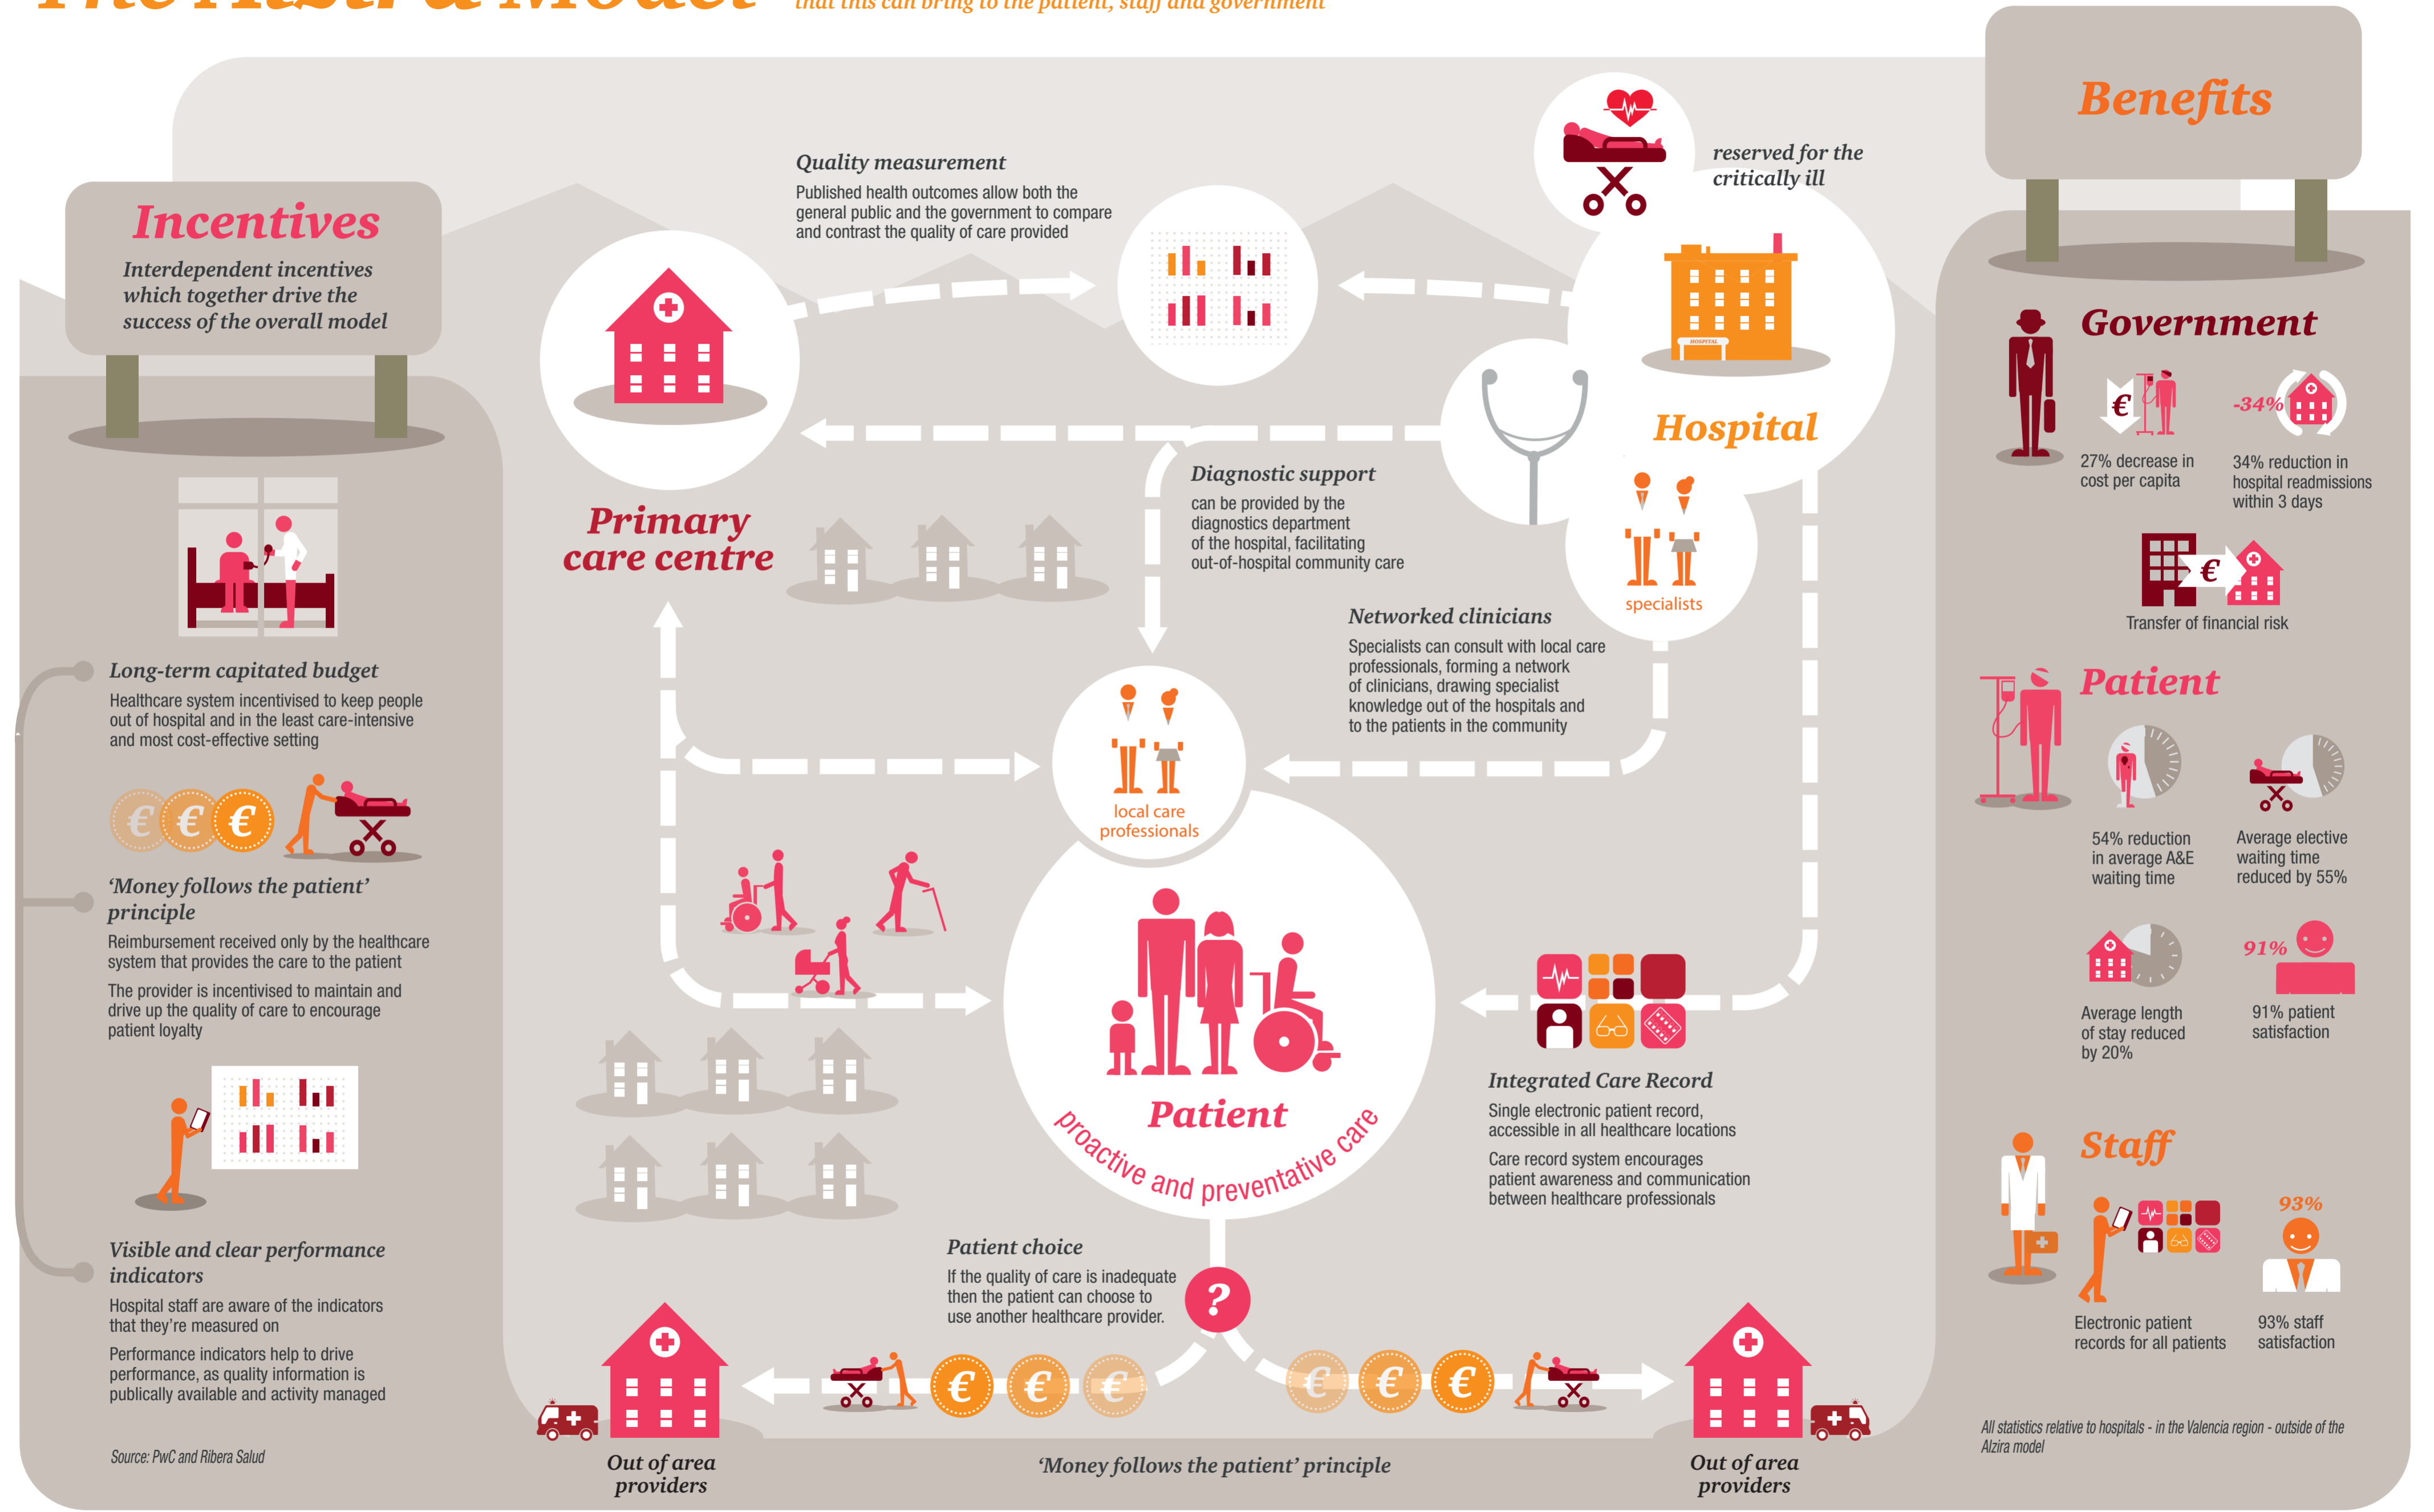 The Alzira Model
that this can bring to the patient, staff and government
Incentives
Interdependent incentives
which together drive the
success of the overall model
Long-term capitated budget
Healthcare system incentivised to keep people
out of hospital and in the least care-intensive
and most cost-effective setting
€ € €
‘Money follows the patient’
principle
Reimbursement received only by the healthcare
system that provides the care to the patient
The provider is incentivised to maintain and
drive up the quality of care to encourage
patient loyalty
Visible and clear performance
indicators
Hospital staff are aware of the indicators
that they’re measured on
Performance indicators help to drive
performance, as quality information is
publically available and activity managed
Source: PwC and Ribera Salud
Quality measurement
Published health outcomes allow both the
general public and the government to compare
and contrast the quality of care provided
reserved for the
critically ill
HOSPITAL
Hospital
Primary
care centre
Diagnostic support
can be provided by the
diagnostics department
of the hospital, facilitating
out-of-hospital community care
specialists
Networked clinicians
Specialists can consult with local care
professionals, forming a network
of clinicians, drawing specialist
knowledge out of the hospitals and
to the patients in the community
local care
professionals
Patient
proactive and preventative care
Integrated Care Record
Single electronic patient record,
accessible in all healthcare locations
Care record system encourages
patient awareness and communication
between healthcare professionals
Patient choice
If the quality of care is inadequate
then the patient can choose to
use another healthcare provider.
?
€ € €
€ € €
Out of area
providers
‘Money follows the patient’ principle
Out of area
providers
Benefits
Government
€
-34%
27% decrease in
cost per capita
34% reduction in
hospital readmissions
within 3 days
€
Transfer of financial risk
Patient
54% reduction
in average A&E
waiting time
Average elective
waiting time
reduced by 55%
91%
Average length
of stay reduced
by 20%
91% patient
satisfaction
Staff
93%
Electronic patient
records for all patients
93% staff
satisfaction
All statistics relative to hospitals - in the Valencia region - outside of the
Alzira model